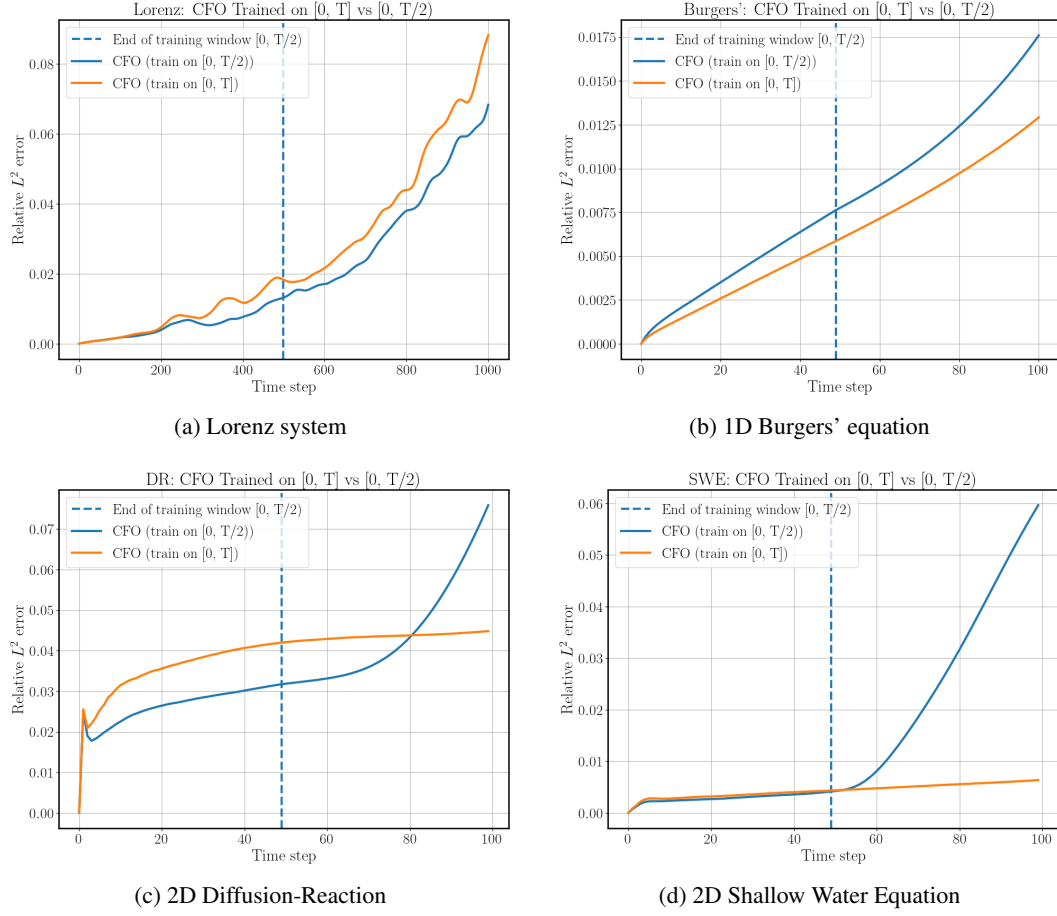 Lorenz: CFO Trained on [0, T] vs [0, T/2)
End of training window [0, T/2)
CFO (train on [0, T/2))
CFO (train on [0, T])
Relative L² error
0.08
0.06
0.04
0.02
0.00
0 200 400 600 800 1000
Time step
(a) Lorenz system
Burgers': CFO Trained on [0, T] vs [0, T/2)
End of training window [0, T/2)
CFO (train on [0, T/2))
CFO (train on [0, T])
Relative L² error
0.0175
0.0150
0.0125
0.0100
0.0075
0.0050
0.0025
0.0000
0 20 40 60 80 100
Time step
(b) 1D Burgers' equation
DR: CFO Trained on [0, T] vs [0, T/2)
End of training window [0, T/2)
CFO (train on [0, T/2))
CFO (train on [0, T])
Relative L² error
0.07
0.06
0.05
0.04
0.03
0.02
0.01
0.00
0 20 40 60 80 100
Time step
(c) 2D Diffusion-Reaction
SWE: CFO Trained on [0, T] vs [0, T/2)
End of training window [0, T/2)
CFO (train on [0, T/2))
CFO (train on [0, T])
Relative L² error
0.06
0.05
0.04
0.03
0.02
0.01
0.00
0 20 40 60 80 100
Time step
(d) 2D Shallow Water Equation